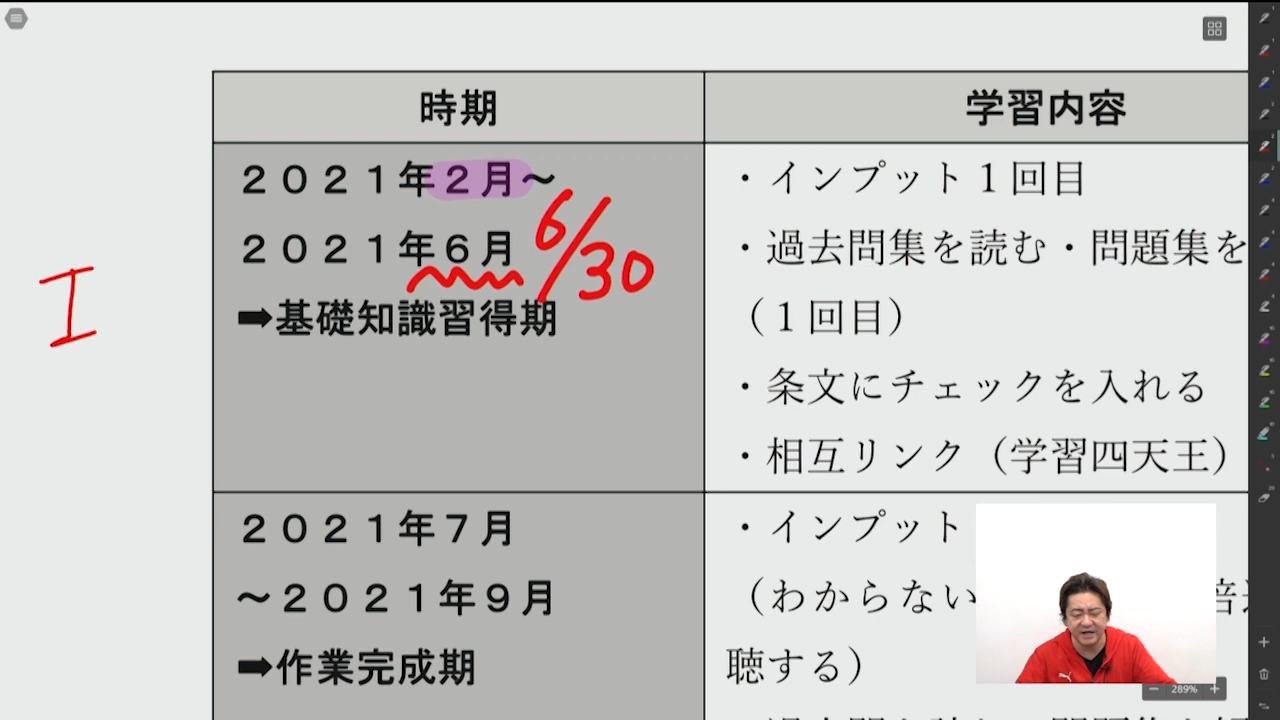 時期
学習内容
２０２１年２月～
２０２１年６月
6/30
➡基礎知識習得期
I
・インプット１回目
・過去問集を読む・問題集を
（１回目）
・条文にチェックを入れる
・相互リンク（学習四天王）
２０２１年７月
～２０２１年９月
➡作業完成期
・インプット
（わからない
倍
聴する）
289%